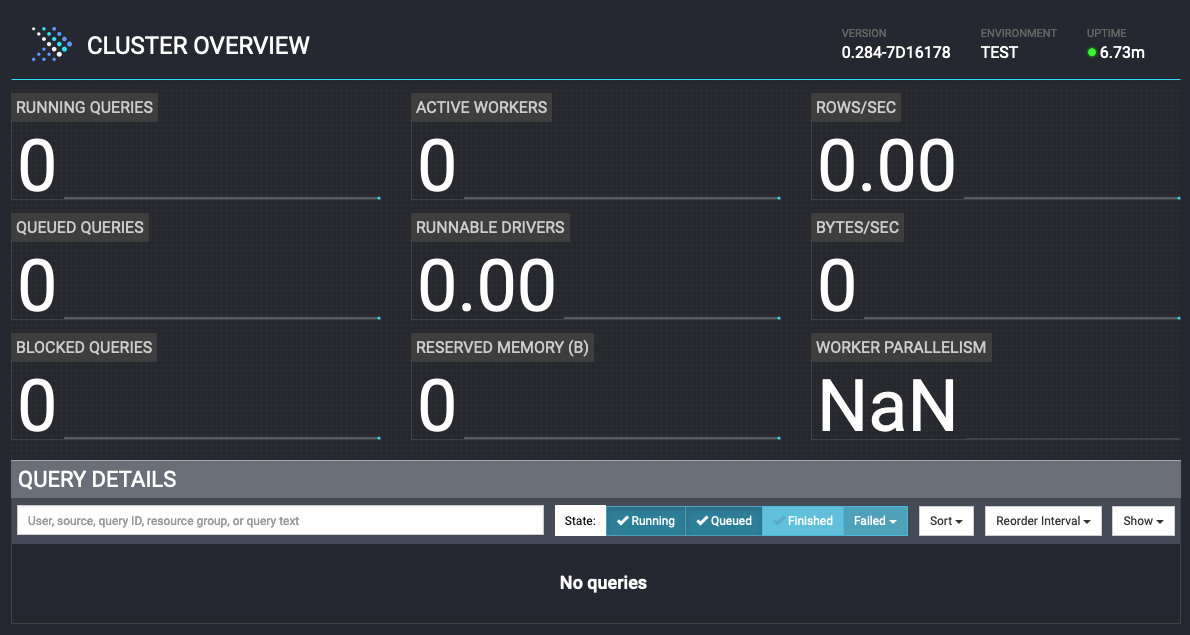 CLUSTER OVERVIEW
VERSION
0.284-7D16178
ENVIRONMENT
TEST
UPTIME
6.73m
RUNNING QUERIES
0
ACTIVE WORKERS
0
ROWS/SEC
0.00
QUEUED QUERIES
0
RUNNABLE DRIVERS
0.00
BYTES/SEC
0
BLOCKED QUERIES
0
RESERVED MEMORY (B)
0
WORKER PARALLELISM
NaN
QUERY DETAILS
User, source, query ID, resource group, or query text
State: Running Queued Finished Failed Sort Reorder Interval Show
No queries